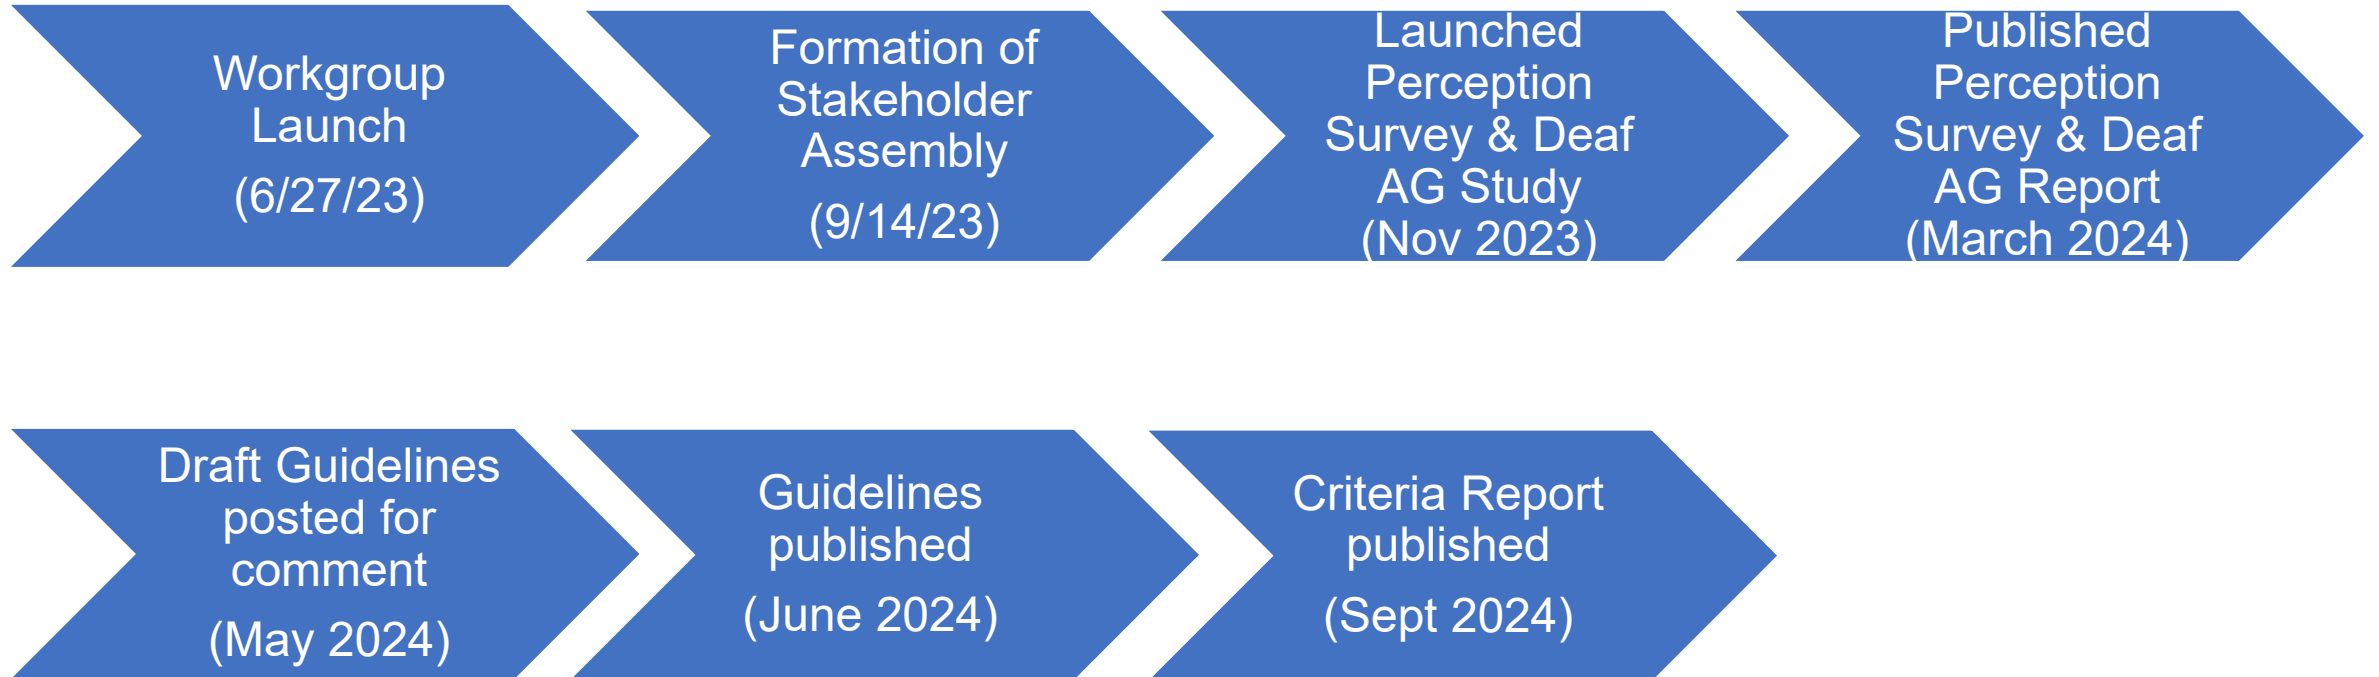 Workgroup
Launch
(6/27/23)
Formation of
Stakeholder
Assembly
(9/14/23)
Launched
Perception
Survey & Deaf
AG Study
(Nov 2023)
Published
Perception
Survey & Deaf
AG Report
(March 2024)
Draft Guidelines
posted for
comment
(May 2024)
Guidelines
published
(June 2024)
Criteria Report
published
(Sept 2024)